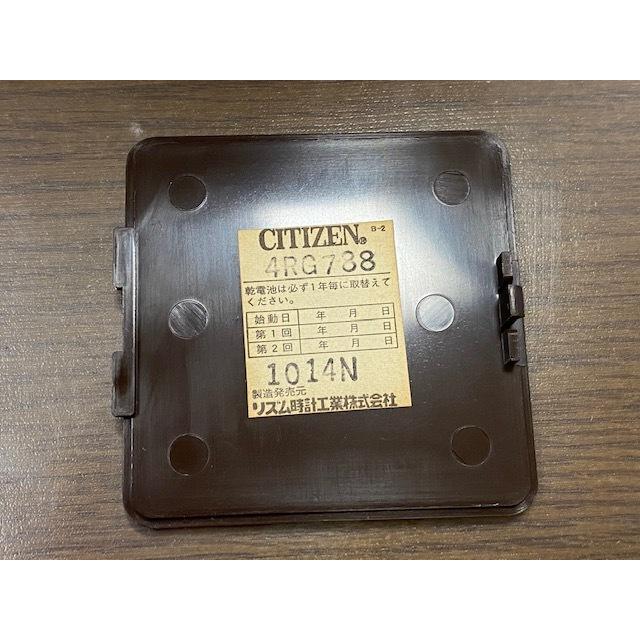 CITIZEN® B-2
4RG788
乾電池は必ず1年毎に取替えて
ください。
始動日 年 月 日
第1回 年 月 日
第2回 年 月 日
1014N
製造発売元
リズム時計工業株式会社